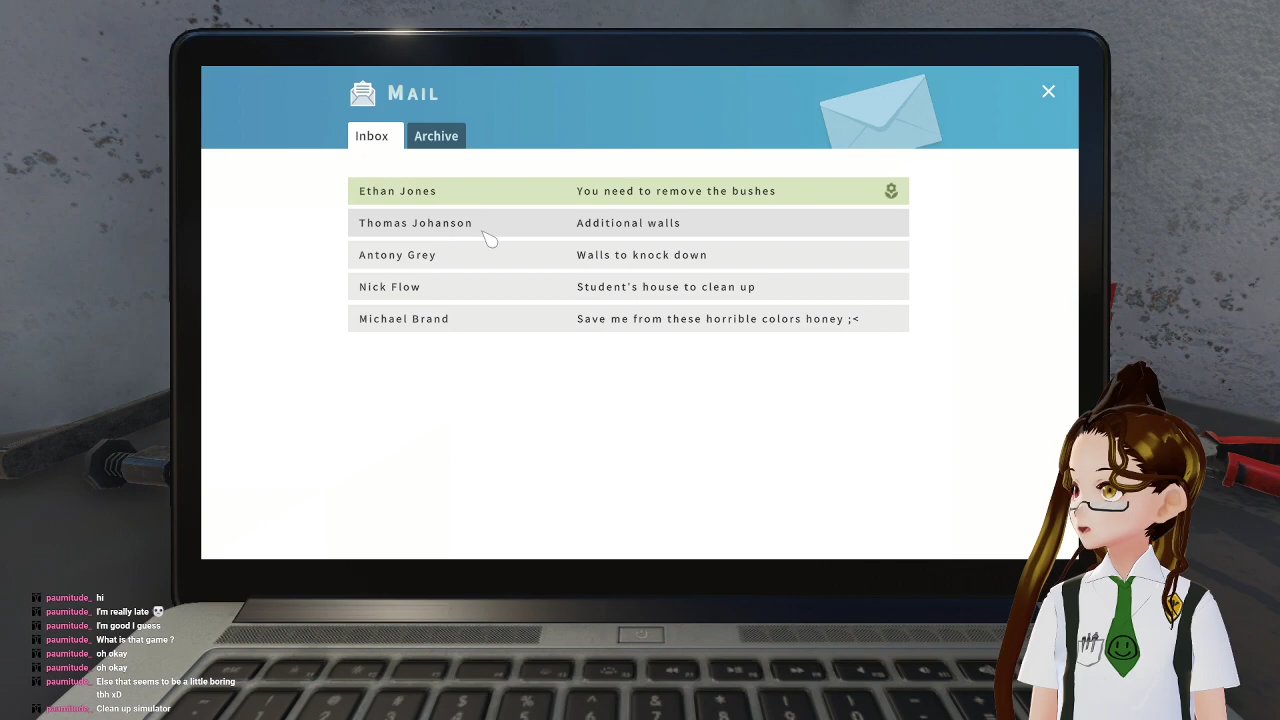 MAIL
Inbox
Archive
Ethan Jones You need to remove the bushes
Thomas Johanson Additional walls
Antony Grey Walls to knock down
Nick Flow Student's house to clean up
Michael Brand Save me from these horrible colors honey ;<
paumitude_ hi
paumitude_ I'm really late
paumitude_ I'm good I guess
paumitude_ What is that game ?
paumitude_ oh okay
paumitude_ oh okay
paumitude_ Else that seems to be a little boring
tbh xD
paumitude_ Clean up simulator